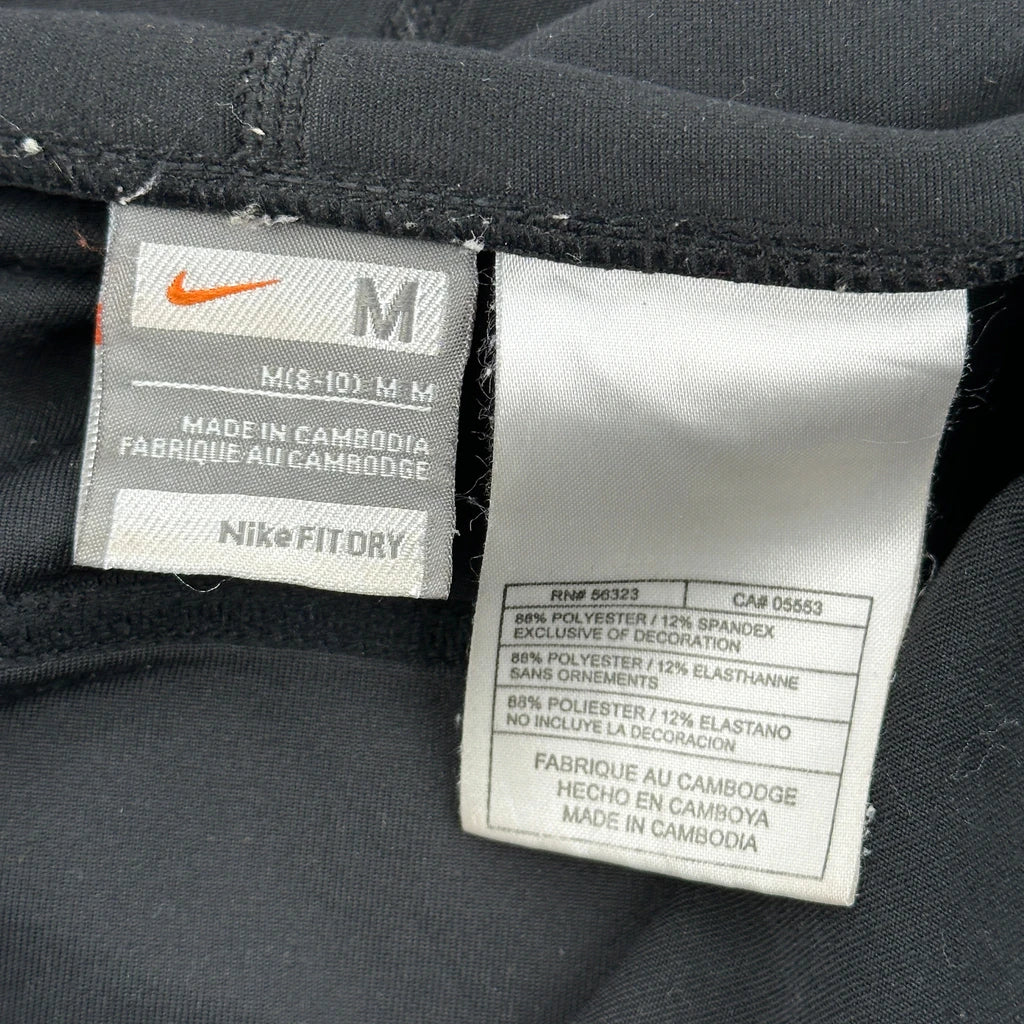 M
M(8-10) M M
MADE IN CAMBODIA
FABRIQUE AU CAMBODGE
Nike FIT DRY
RN# 56323 CA# 05553
88% POLYESTER / 12% SPANDEX
EXCLUSIVE OF DECORATION
88% POLYESTER / 12% ELASTHANNE
SANS ORNEMENTS
88% POLIESTER / 12% ELASTANO
NO INCLUYE LA DECORACION
FABRIQUE AU CAMBODGE
HECHO EN CAMBOYA
MADE IN CAMBODIA